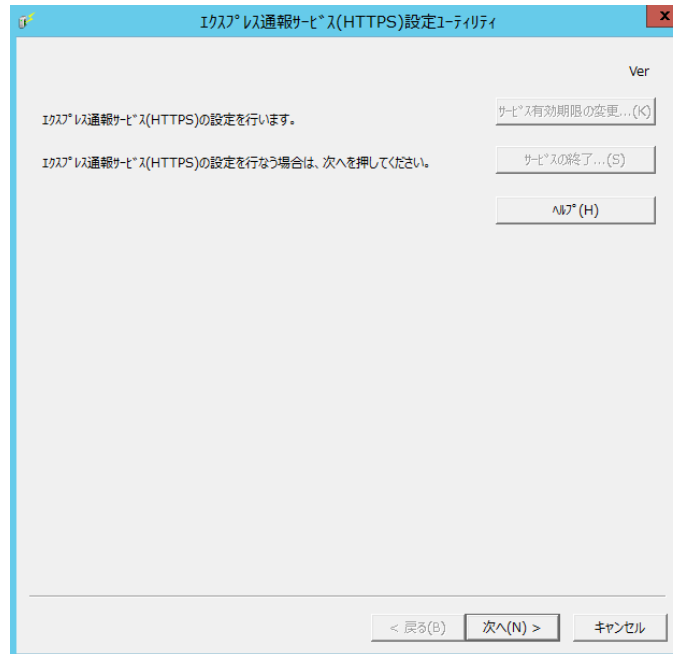 ｴｸｽﾌﾟﾚｽ通報ｻｰﾋﾞｽ(HTTPS)設定ﾕｰﾃｨﾘﾃｨ
x
Ver
ｻｰﾋﾞｽ有効期限の変更...(K)
ｴｸｽﾌﾟﾚｽ通報ｻｰﾋﾞｽ(HTTPS)の設定を行います。
ｴｸｽﾌﾟﾚｽ通報ｻｰﾋﾞｽ(HTTPS)の設定を行なう場合は、次へを押してください。
ｻｰﾋﾞｽの終了...(S)
ﾍﾙﾌﾟ(H)
< 戻る(B)
次へ(N) >
キャンセル